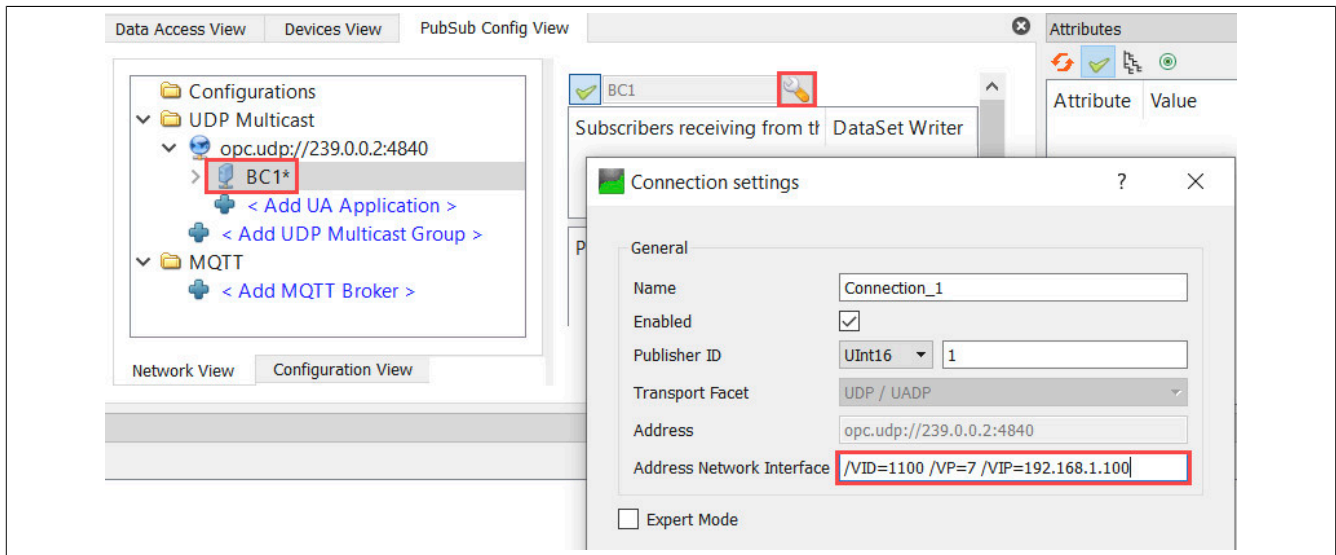 Data Access View Devices View PubSub Config View
Attributes
Configurations
UDP Multicast
opc.udp://239.0.0.2:4840
BC1*
< Add UA Application >
< Add UDP Multicast Group >
MQTT
< Add MQTT Broker >
Network View Configuration View
BC1
Subscribers receiving from th DataSet Writer
P
Attribute Value
Connection settings ? ×
General
Name Connection_1
Enabled
Publisher ID UInt16 1
Transport Facet UDP / UADP
Address opc.udp://239.0.0.2:4840
Address Network Interface /VID=1100 /VP=7 /VIP=192.168.1.100
Expert Mode